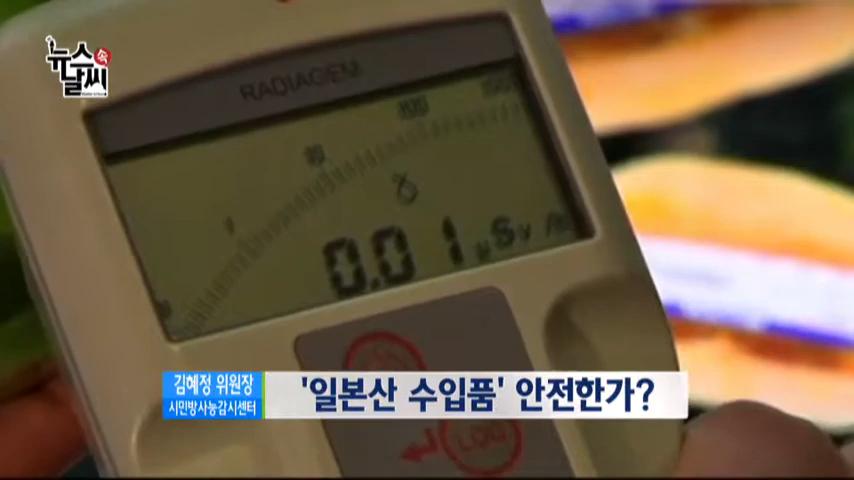 뉴스 속
날씨
RADIAGEM
0.01 µSv /h
김혜정 위원장
시민방사능감시센터
'일본산 수입품' 안전한가?
LOG